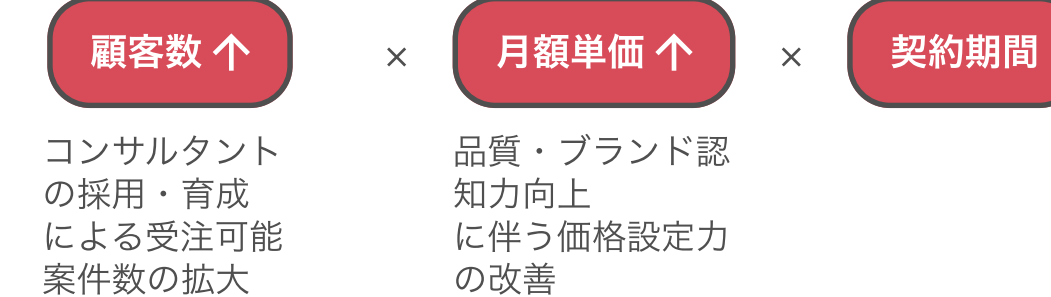 顧客数 ↑ × 月額単価 ↑ × 契約期間
コンサルタント
の採用・育成
による受注可能
案件数の拡大
品質・ブランド認
知力向上
に伴う価格設定力
の改善